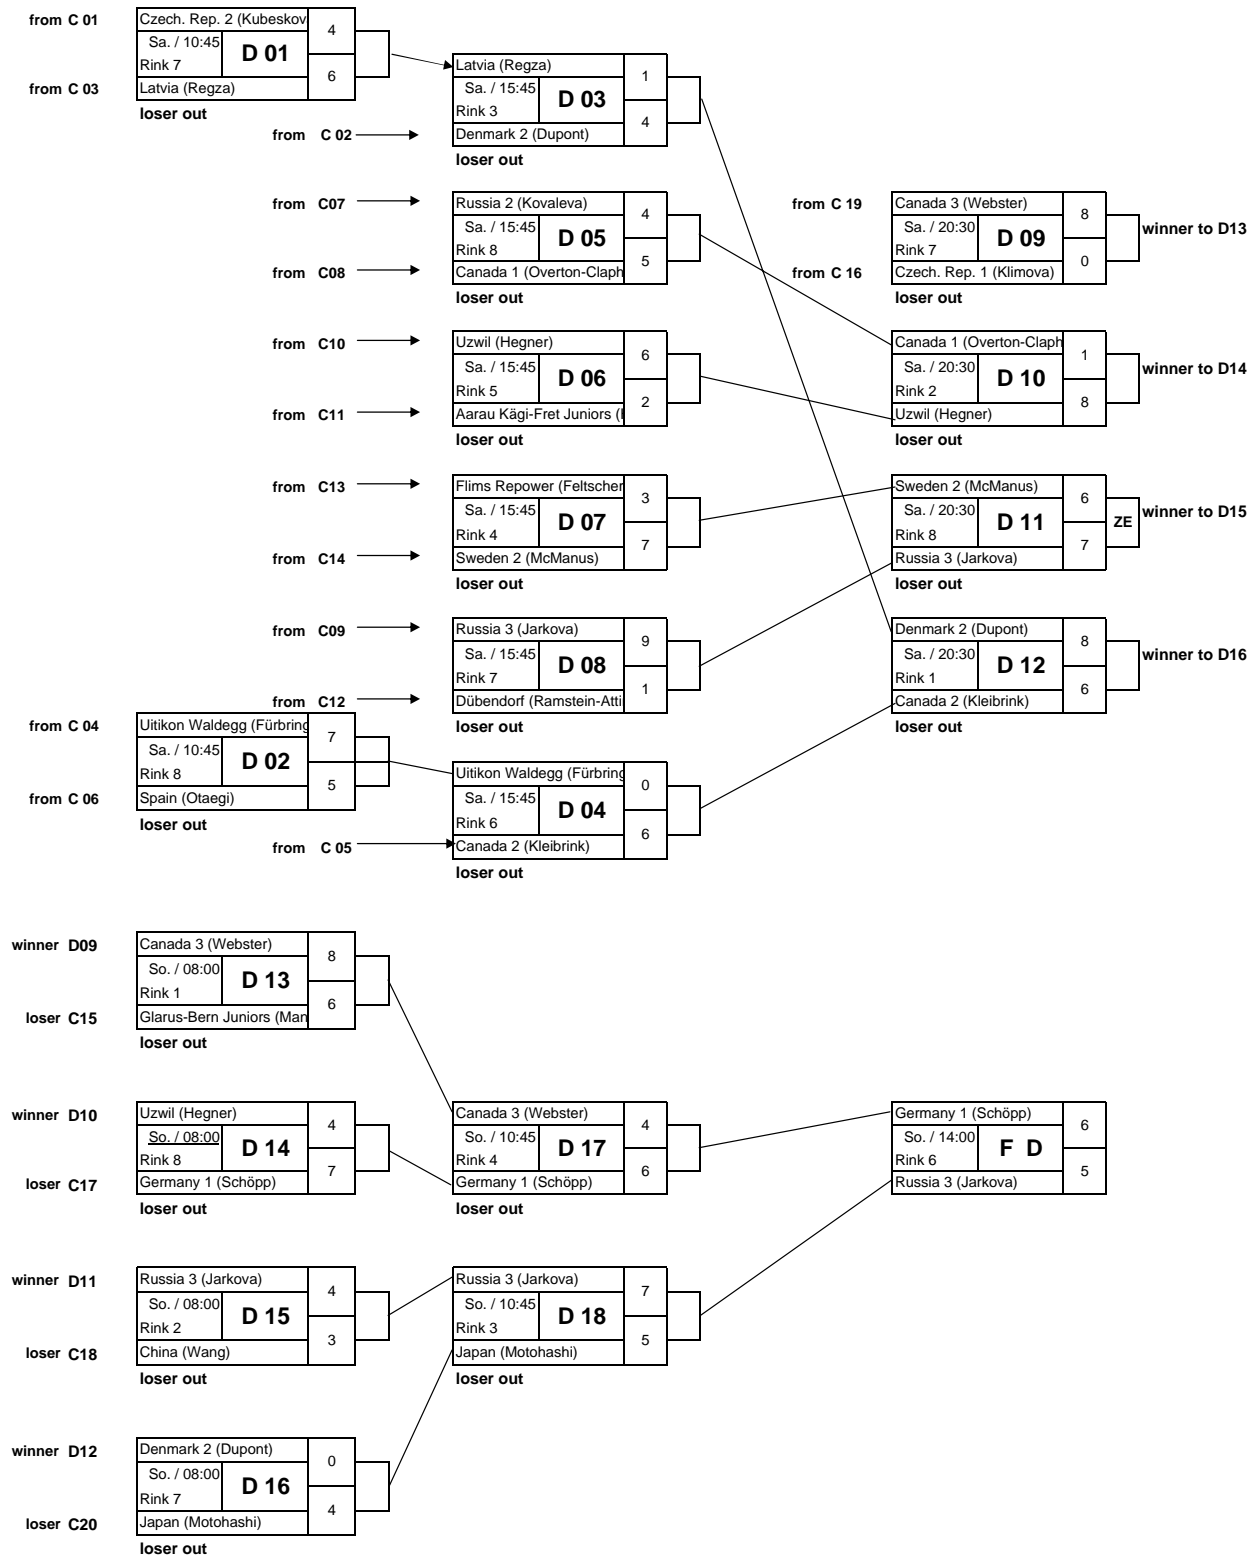 from C 01
Czech. Rep. 2 (Kubeskov
4
Sa. / 10:45
D 01
Rink 7
6
from C 03
Latvia (Regza)
loser out
Latvia (Regza)
1
Sa. / 15:45
D 03
Rink 3
4
from C 02
Denmark 2 (Dupont)
loser out
from C07
Russia 2 (Kovaleva)
4
Sa. / 15:45
D 05
Rink 8
5
from C08
Canada 1 (Overton-Claph
loser out
from C 19
Canada 3 (Webster)
8
Sa. / 20:30
D 09
winner to D13
Rink 7
0
from C 16
Czech. Rep. 1 (Klimova)
loser out
from C10
Uzwil (Hegner)
6
Sa. / 15:45
D 06
Rink 5
2
from C11
Aarau Kägi-Fret Juniors (
loser out
Canada 1 (Overton-Claph
1
Sa. / 20:30
D 10
winner to D14
Rink 2
8
Uzwil (Hegner)
loser out
from C13
Flims Repower (Feltscher
3
Sa. / 15:45
D 07
Rink 4
7
from C14
Sweden 2 (McManus)
loser out
Sweden 2 (McManus)
6
Sa. / 20:30
D 11
ZE
winner to D15
Rink 8
7
Russia 3 (Jarkova)
loser out
from C09
Russia 3 (Jarkova)
9
Sa. / 15:45
D 08
Rink 7
1
from C12
Dübendorf (Ramstein-Atti
loser out
Denmark 2 (Dupont)
8
Sa. / 20:30
D 12
winner to D16
Rink 1
6
Canada 2 (Kleibrink)
loser out
from C 04
Uitikon Waldegg (Fürbring
7
Sa. / 10:45
D 02
Rink 8
5
from C 06
Spain (Otaegi)
loser out
Uitikon Waldegg (Fürbring
0
Sa. / 15:45
D 04
Rink 6
6
from C 05
Canada 2 (Kleibrink)
loser out
winner D09
Canada 3 (Webster)
8
So. / 08:00
D 13
Rink 1
6
loser C15
Glarus-Bern Juniors (Man
loser out
winner D10
Uzwil (Hegner)
4
So. / 08:00
D 14
Rink 8
7
loser C17
Germany 1 (Schöpp)
loser out
Canada 3 (Webster)
4
So. / 10:45
D 17
Rink 4
6
Germany 1 (Schöpp)
loser out
Germany 1 (Schöpp)
6
So. / 14:00
F D
Rink 6
5
Russia 3 (Jarkova)
winner D11
Russia 3 (Jarkova)
4
So. / 08:00
D 15
Rink 2
3
loser C18
China (Wang)
loser out
Russia 3 (Jarkova)
7
So. / 10:45
D 18
Rink 3
5
Japan (Motohashi)
loser out
winner D12
Denmark 2 (Dupont)
0
So. / 08:00
D 16
Rink 7
4
loser C20
Japan (Motohashi)
loser out